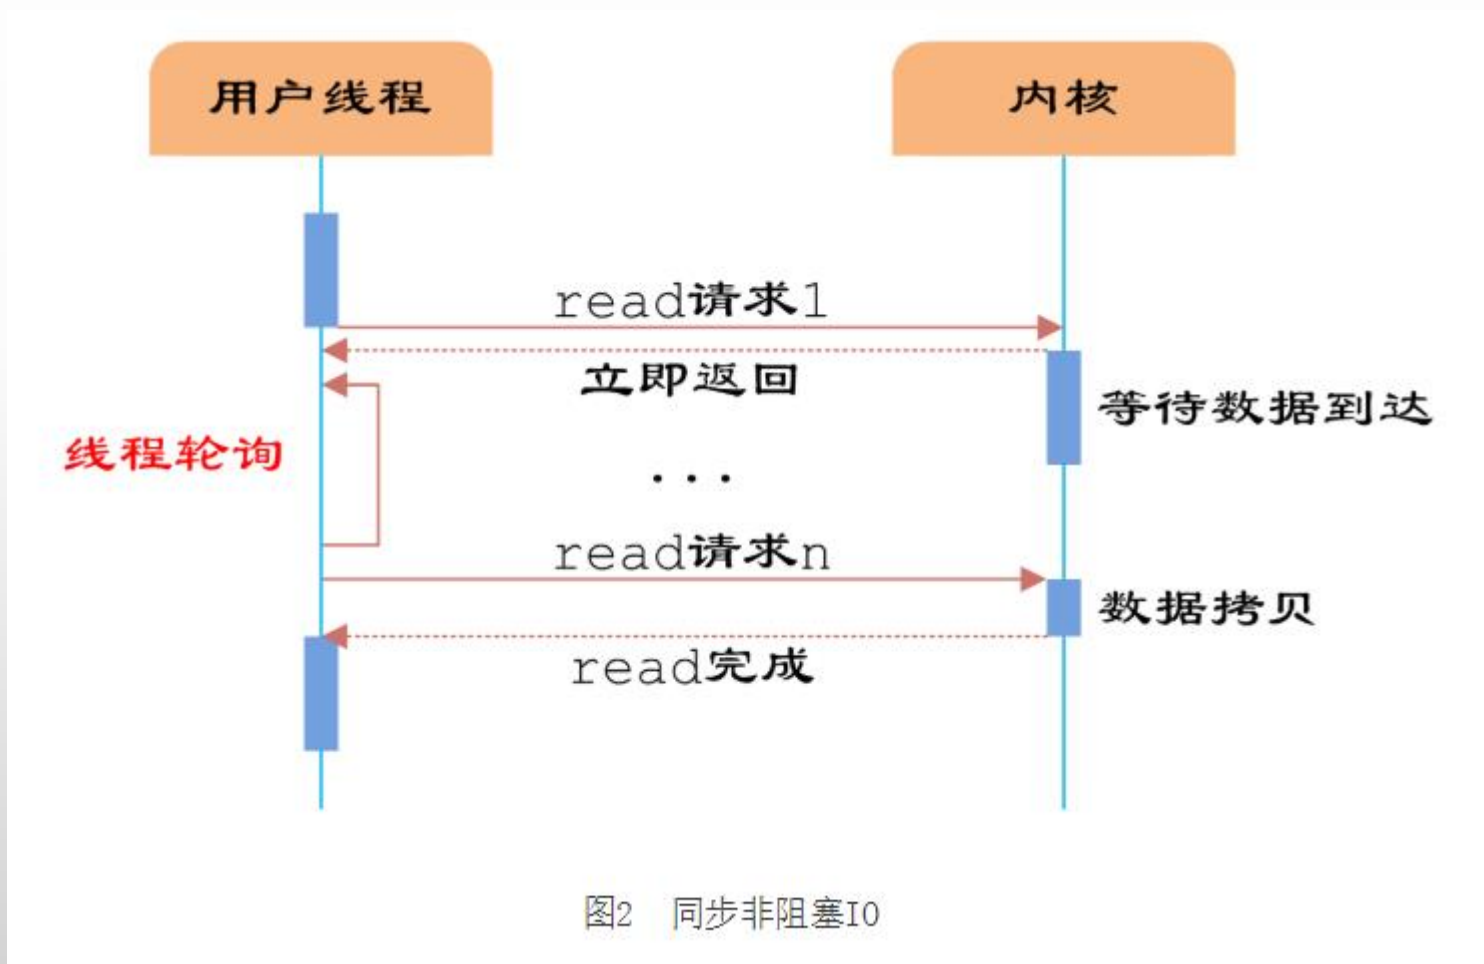 用户线程
内核
read请求1
立即返回
等待数据到达
线程轮询
...
read请求n
数据拷贝
read完成
图2 同步非阻塞IO